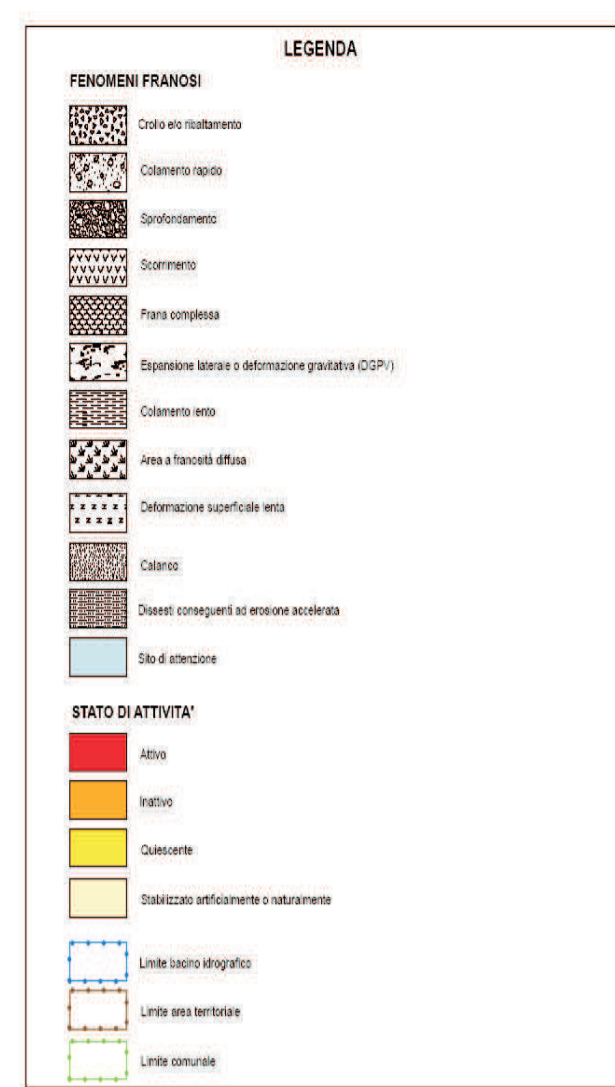 LEGENDA
FENOMENI FRANOSI
Crollo e/o ribaltamento
Colamento rapido
Sprofondamento
Scorrimento
Frana complessa
Espansione laterale o deformazione gravitativa (DGPV)
Colamento lento
Area a franosità diffusa
Deformazione superficiale lenta
Calanco
Dissesti conseguenti ad erosione accelerata
Sito di attenzione
STATO DI ATTIVITA'
Attivo
Inattivo
Quiescente
Stabilizzato artificialmente o naturalmente
Limite bacino idrografico
Limite area territoriale
Limite comunale